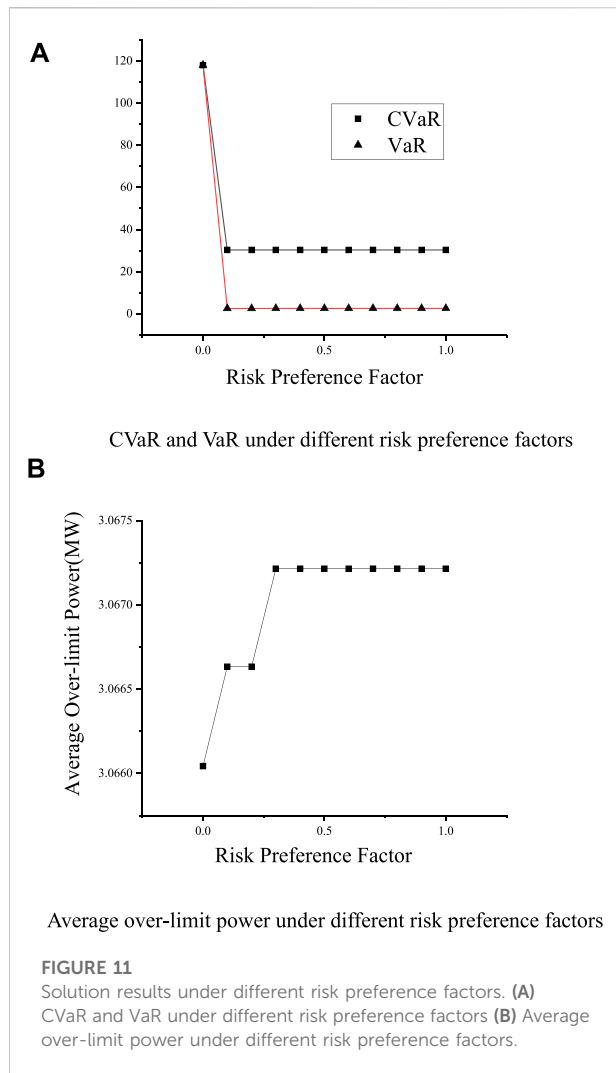 A
120
100
80
60
40
20
0
CVaR
VaR
0.0 0.5 1.0
Risk Preference Factor
CVaR and VaR under different risk preference factors
B
Average Over-limit Power(MW)
3.0675
3.0670
3.0665
3.0660
0.0 0.5 1.0
Risk Preference Factor
Average over-limit power under different risk preference factors
FIGURE 11
Solution results under different risk preference factors. (A)
CVaR and VaR under different risk preference factors (B) Average
over-limit power under different risk preference factors.